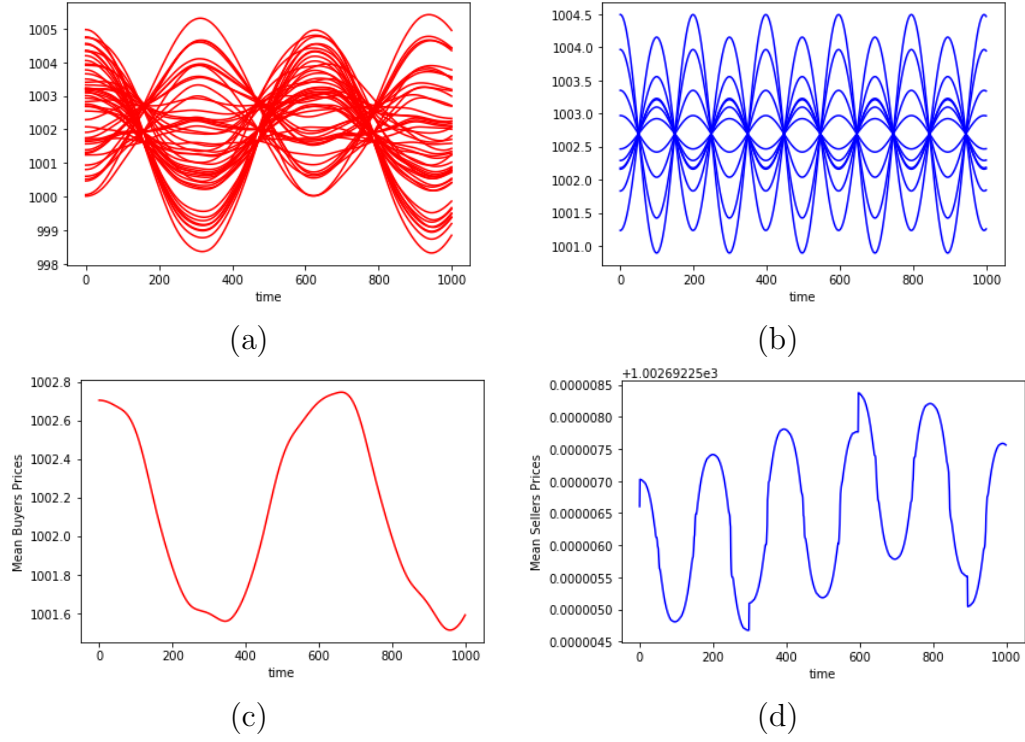 1005
1004
1003
1002
1001
1000
999
998
0 200 400 600 800 1000
time
(a)
1004.5
1004.0
1003.5
1003.0
1002.5
1002.0
1001.5
1001.0
0 200 400 600 800 1000
time
(b)
1002.8
1002.6
1002.4
1002.2
1002.0
1001.8
1001.6
Mean Buyers Prices
0 200 400 600 800 1000
time
(c)
+1.00269225e3
0.0000085
0.0000080
0.0000075
0.0000070
0.0000065
0.0000060
0.0000055
0.0000050
0.0000045
Mean Sellers Prices
0 200 400 600 800 1000
time
(d)